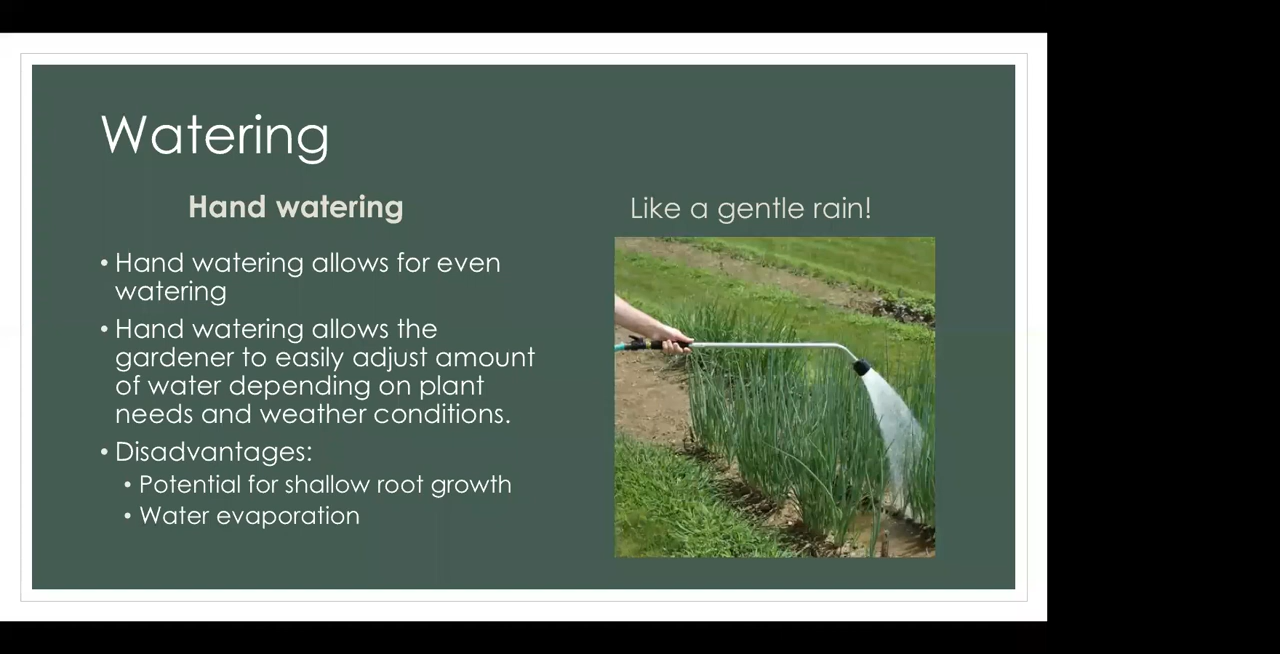 Watering
Hand watering
• Hand watering allows for even
watering
• Hand watering allows the
gardener to easily adjust amount
of water depending on plant
needs and weather conditions.
• Disadvantages:
• Potential for shallow root growth
• Water evaporation
Like a gentle rain!